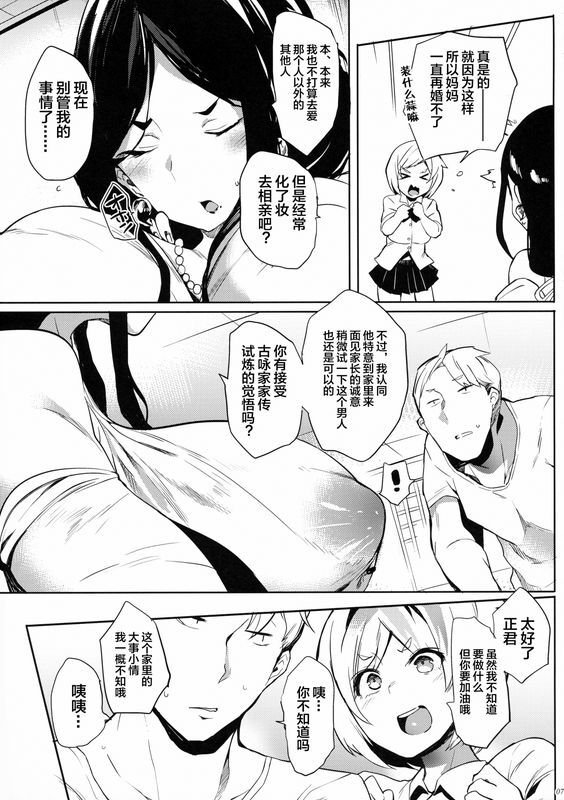 真是的
就因为这样
所以妈妈
一直再婚不了
———
装什么蒜嘛
本、本来
我也不打算去爱
那个人以外的
其他人
现在
别管我的
事情了……
但是经常
化了妆
去相亲吧？
不过，我认同
他特意到家里来
面见家长的诚意
稍微试一下这个男人
也还是可以的
你有接受
古咏家家传
试炼的觉悟吗？
！
太好了
正君
虽然我不知道
要做什么
但你要加油哦
咦…
你不知道吗
这个家里的
大事小情
我一概不知哦
咦咦…
07